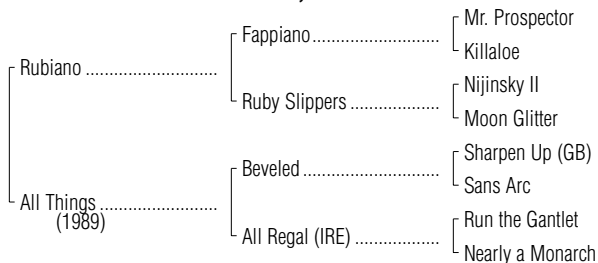 Mr. Prospector
Fappiano
Killaloe
Rubiano
Nijinsky II
Ruby Slippers
Moon Glitter
Sharpen Up (GB)
Beveled
Sans Arc
All Things
(1989)
Run the Gantlet
All Regal (IRE)
Nearly a Monarch